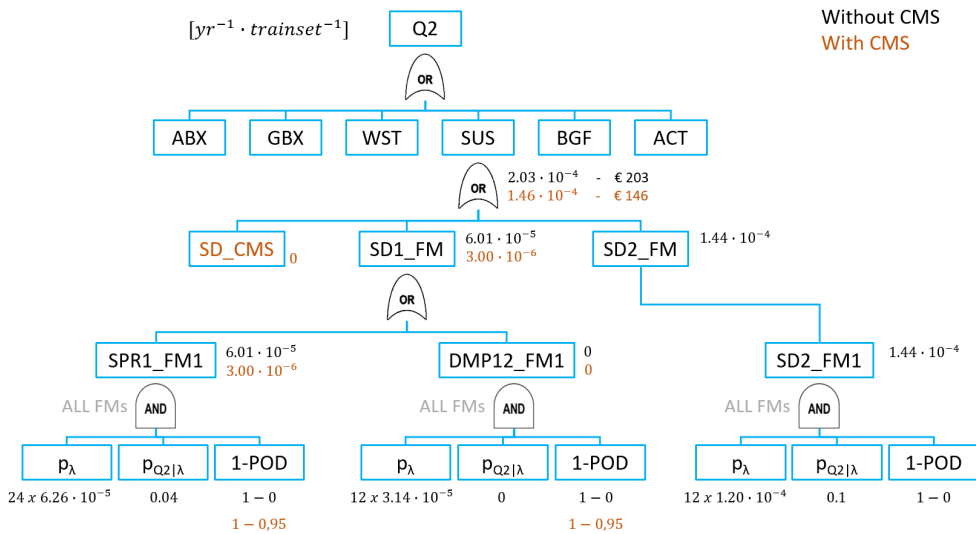 [yr⁻¹ · trainset⁻¹]
Q2
Without CMS
With CMS
OR
ABX
GBX
WST
SUS
BGF
ACT
OR
2.03 · 10⁻⁴ - € 203
1.46 · 10⁻⁴ - € 146
SD_CMS
0
SD1_FM
6.01 · 10⁻⁵
3.00 · 10⁻⁶
SD2_FM
1.44 · 10⁻⁴
OR
SPR1_FM1
6.01 · 10⁻⁵
3.00 · 10⁻⁶
DMP12_FM1
0
0
SD2_FM1
1.44 · 10⁻⁴
ALL FMs
AND
ALL FMs
AND
ALL FMs
AND
pλ
pQ2|λ
1-POD
pλ
pQ2|λ
1-POD
pλ
pQ2|λ
1-POD
24 x 6.26 · 10⁻⁵
0.04
1 − 0
12 x 3.14 · 10⁻⁵
0
1 − 0
12 x 1.20 · 10⁻⁴
0.1
1 − 0
1 − 0,95
1 − 0,95